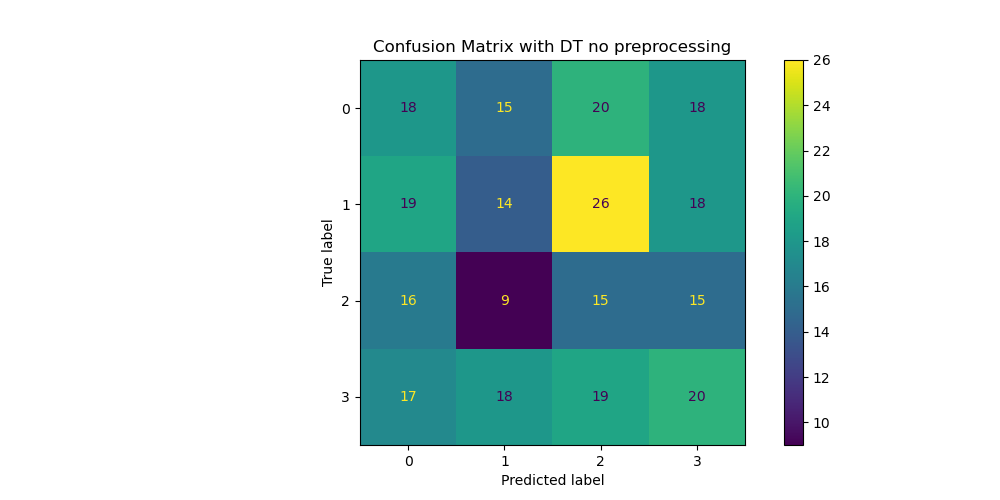 Confusion Matrix with DT no preprocessing
0 18 15 20 18
1 19 14 26 18
2 16 9 15 15
3 17 18 19 20
0 1 2 3
True label
Predicted label
26
24
22
20
18
16
14
12
10